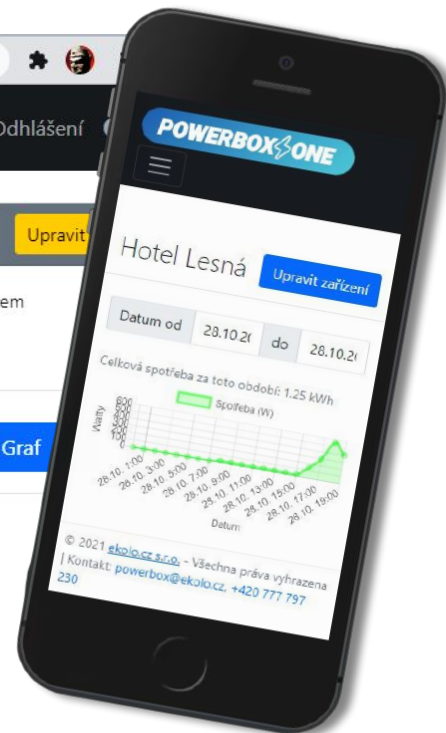 Odhlášení
Upravit
em
Graf
POWERBOX ONE
Hotel Lesná
Upravit zařízení
Datum od
28.10.2(
do
28.10.2(
Celková spotřeba za toto období: 1.25 kWh
Spotřeba (W)
Watty
600
500
400
300
200
100
0
28.10. 1:00
28.10. 3:00
28.10. 5:00
28.10. 7:00
28.10. 9:00
28.10. 11:00
28.10. 13:00
28.10. 15:00
28.10. 17:00
28.10. 19:00
Datum
© 2021 ekolo.cz s.r.o. - Všechna práva vyhrazena
| Kontakt: powerbox@ekolo.cz, +420 777 797
230